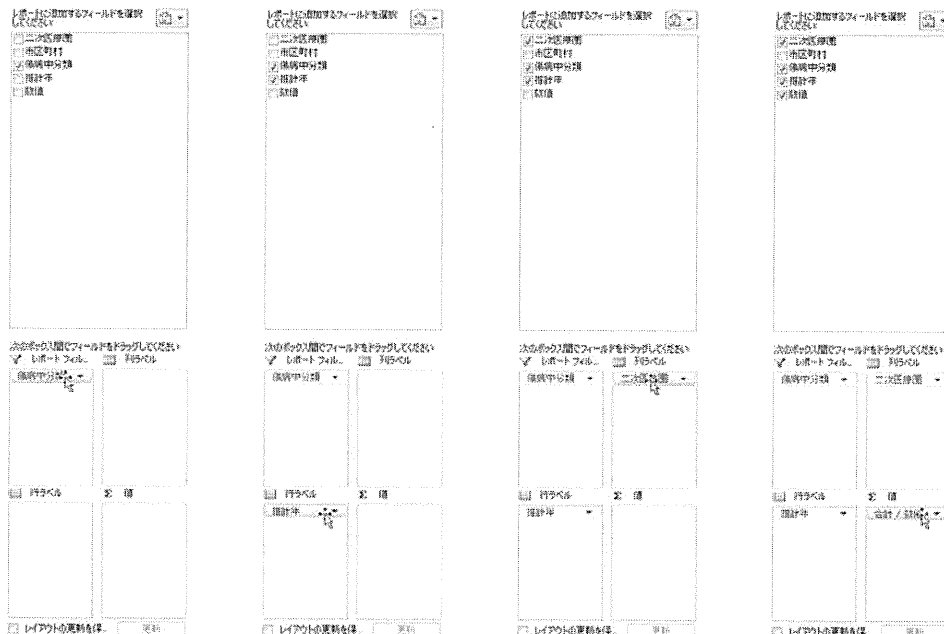 レポートに追加するフィールドを選択
してください
二次医療圏
市区町村
傷病中分類
推計年
数値
次のボックス間でフィールドをドラッグしてください
レポート フィル... 列ラベル
傷病中分類
行ラベル Σ 値
レイアウトの更新を保... 更新
レポートに追加するフィールドを選択
してください
二次医療圏
市区町村
傷病中分類
推計年
数値
次のボックス間でフィールドをドラッグしてください
レポート フィル... 列ラベル
傷病中分類
行ラベル Σ 値
推計年
レイアウトの更新を保... 更新
レポートに追加するフィールドを選択
してください
二次医療圏
市区町村
傷病中分類
推計年
数値
次のボックス間でフィールドをドラッグしてください
レポート フィル... 列ラベル
傷病中分類 二次医療圏
行ラベル Σ 値
推計年
レイアウトの更新を保... 更新
レポートに追加するフィールドを選択
してください
二次医療圏
市区町村
傷病中分類
推計年
数値
次のボックス間でフィールドをドラッグしてください
レポート フィル... 列ラベル
傷病中分類 二次医療圏
行ラベル Σ 値
推計年 合計 / 数値
レイアウトの更新を保... 更新